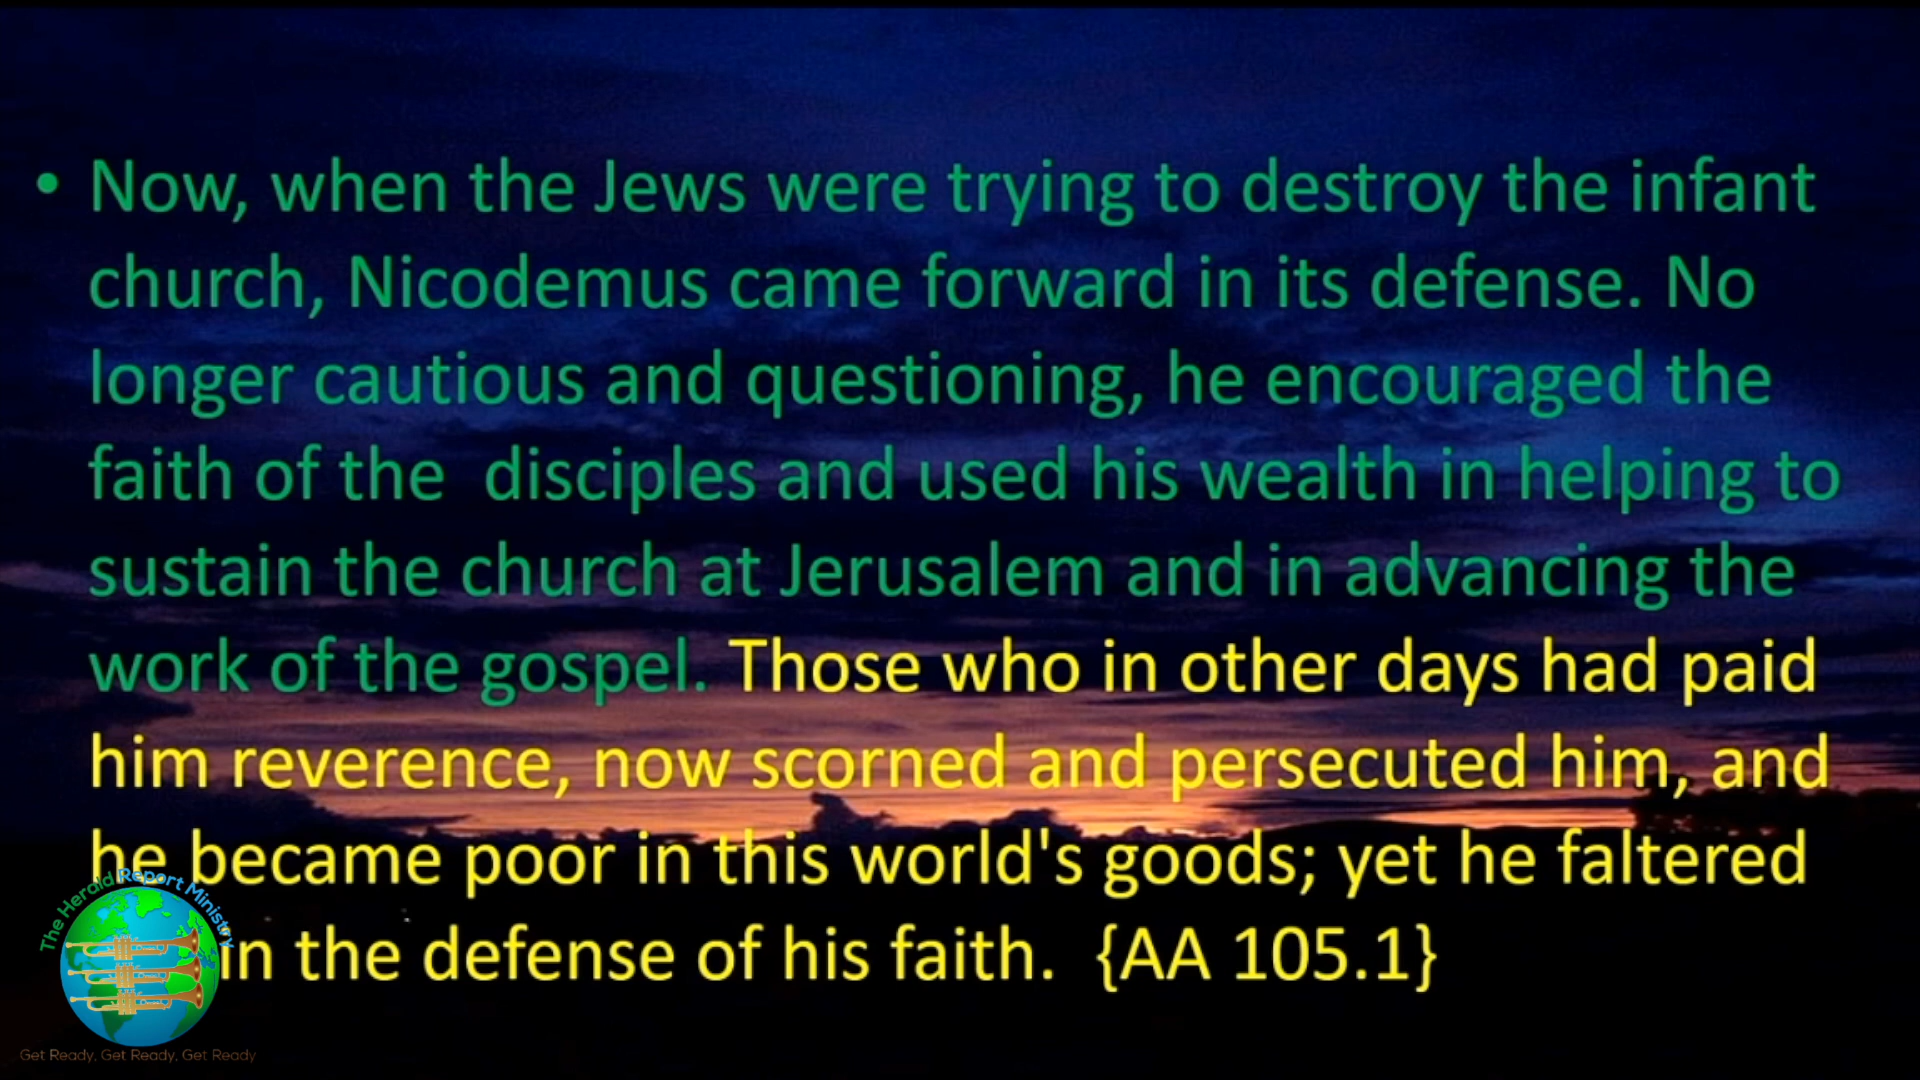 • Now, when the Jews were trying to destroy the infant
church, Nicodemus came forward in its defense. No
longer cautious and questioning, he encouraged the
faith of the  disciples and used his wealth in helping to
sustain the church at Jerusalem and in advancing the
work of the gospel. Those who in other days had paid
him reverence, now scorned and persecuted him, and
he became poor in this world's goods; yet he faltered
in the defense of his faith.  {AA 105.1}
The Herald Report Ministry
Get Ready, Get Ready, Get Ready